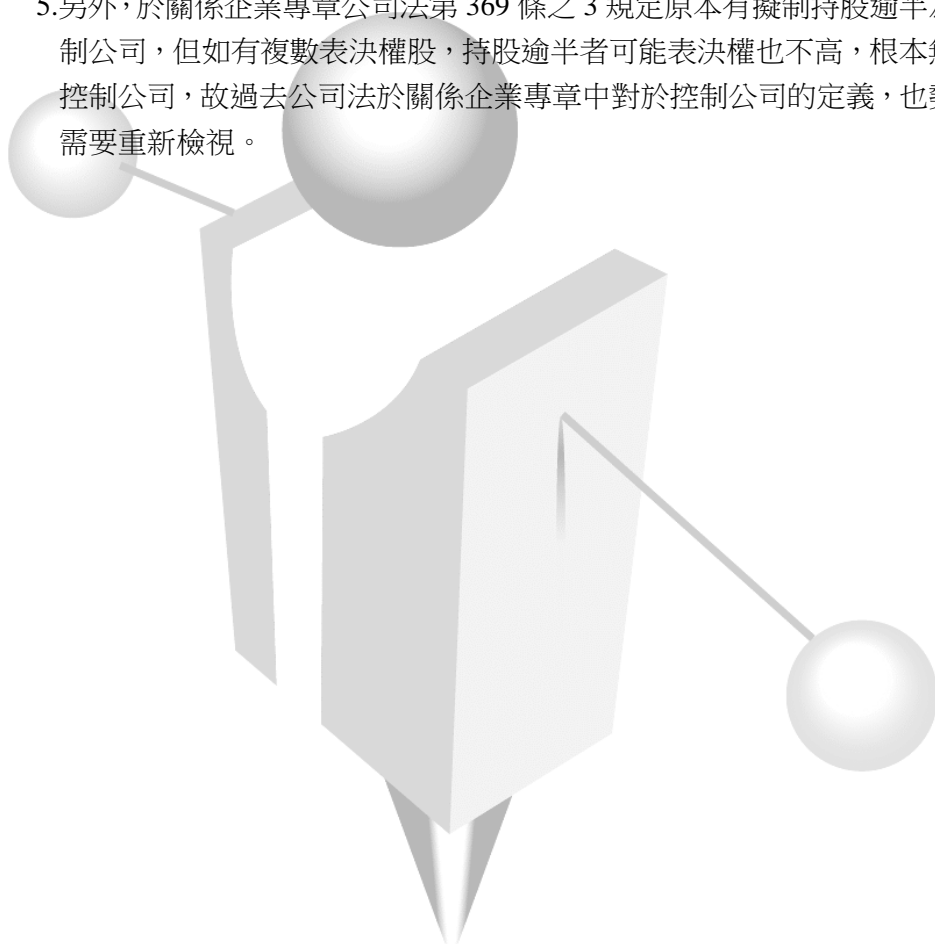 5.另外，於關係企業專章公司法第 369 條之 3 規定原本有擬制持股逾半
制公司，但如有複數表決權股，持股逾半者可能表決權也不高，根本
控制公司，故過去公司法於關係企業專章中對於控制公司的定義，也
需要重新檢視。